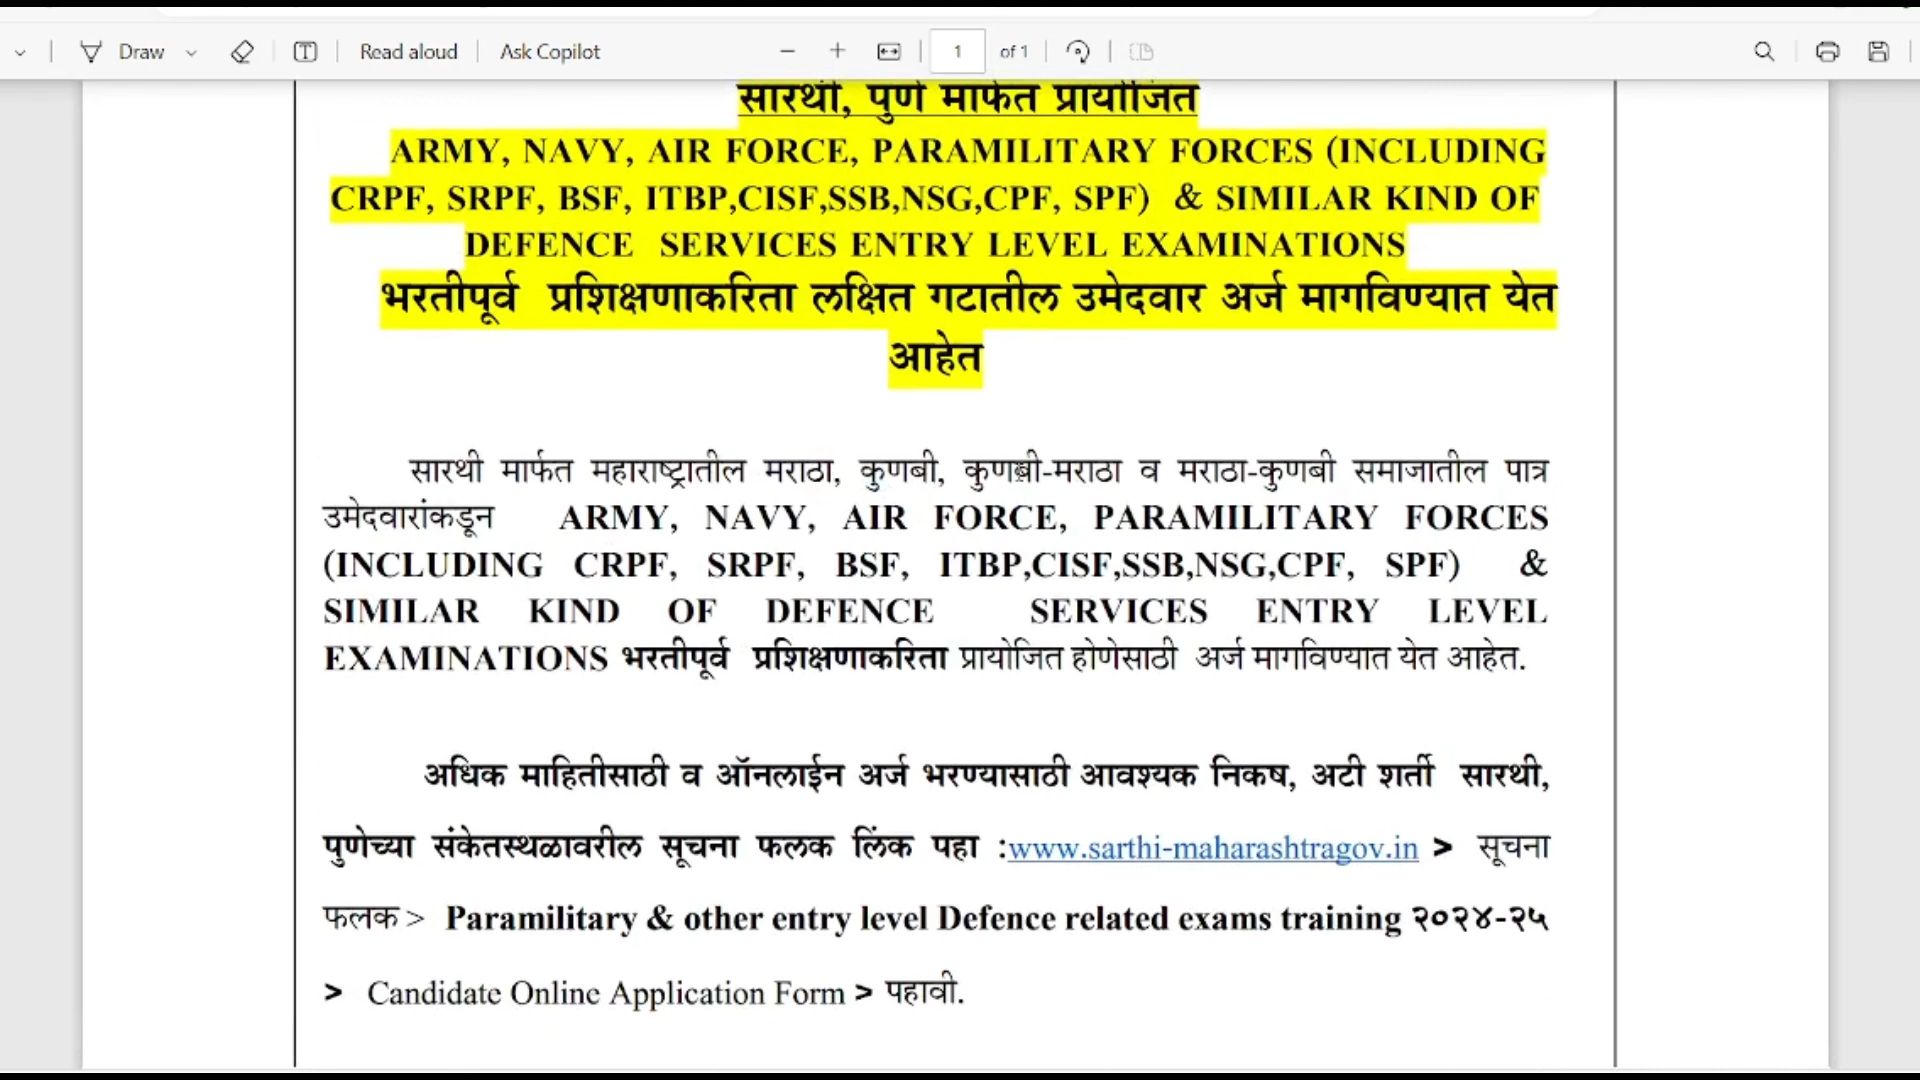 Draw
Read aloud
Ask Copilot
1
of 1
सारथी, पुणे मार्फत प्रायोजित
ARMY, NAVY, AIR FORCE, PARAMILITARY FORCES (INCLUDING
CRPF, SRPF, BSF, ITBP,CISF,SSB,NSG,CPF, SPF) & SIMILAR KIND OF
DEFENCE SERVICES ENTRY LEVEL EXAMINATIONS
भरतीपूर्व प्रशिक्षणाकरिता लक्षित गटातील उमेदवार अर्ज मागविण्यात येत
आहेत
सारथी मार्फत महाराष्ट्रातील मराठा, कुणबी, कुणबी-मराठा व मराठा-कुणबी समाजातील पात्र
उमेदवारांकडून ARMY, NAVY, AIR FORCE, PARAMILITARY FORCES
(INCLUDING CRPF, SRPF, BSF, ITBP,CISF,SSB,NSG,CPF, SPF) &
SIMILAR KIND OF DEFENCE SERVICES ENTRY LEVEL
EXAMINATIONS भरतीपूर्व प्रशिक्षणाकरिता प्रायोजित होणेसाठी अर्ज मागविण्यात येत आहेत.
अधिक माहितीसाठी व ऑनलाईन अर्ज भरण्यासाठी आवश्यक निकष, अटी शर्ती सारथी,
पुणेच्या संकेतस्थळावरील सूचना फलक लिंक पहा :www.sarthi-maharashtragov.in > सूचना
फलक > Paramilitary & other entry level Defence related exams training २०२४-२५
> Candidate Online Application Form > पहावी.